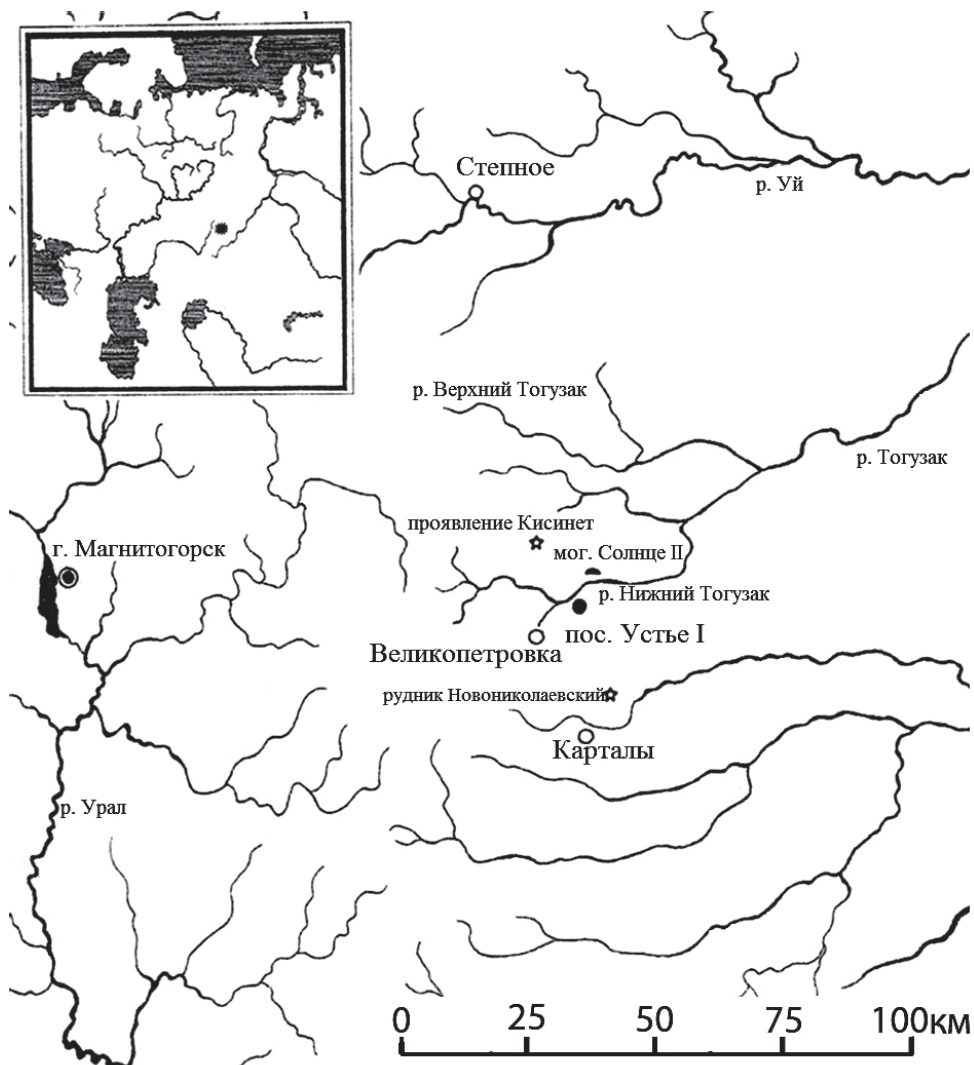 Степное
р. Уй
р. Верхний Тогузак
р. Тогузак
проявление Кисинет
г. Магнитогорск
мог. Солнце II
р. Нижний Тогузак
пос. Устье I
Великопетровка
рудник Новониколаевский
Карталы
р. Урал
0 25 50 75 100км